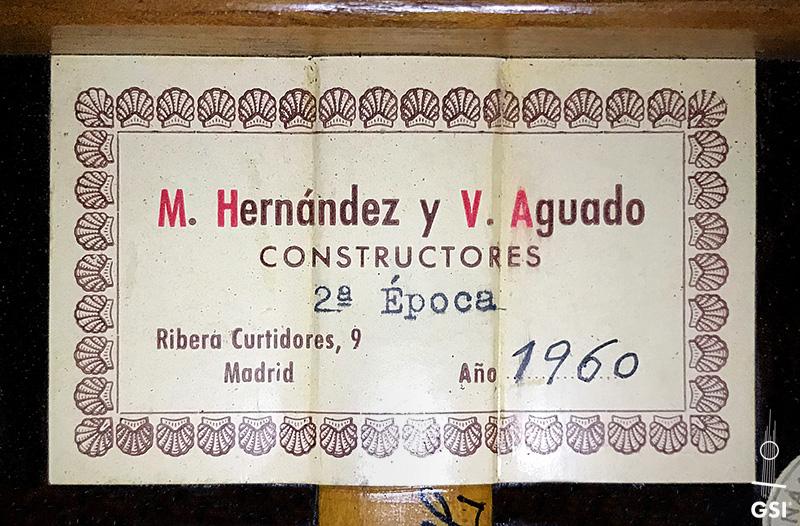 M. Hernández y V. Aguado
CONSTRUCTORES
2ª Época
Ribera Curtidores, 9
Madrid
Año 1960
GSI